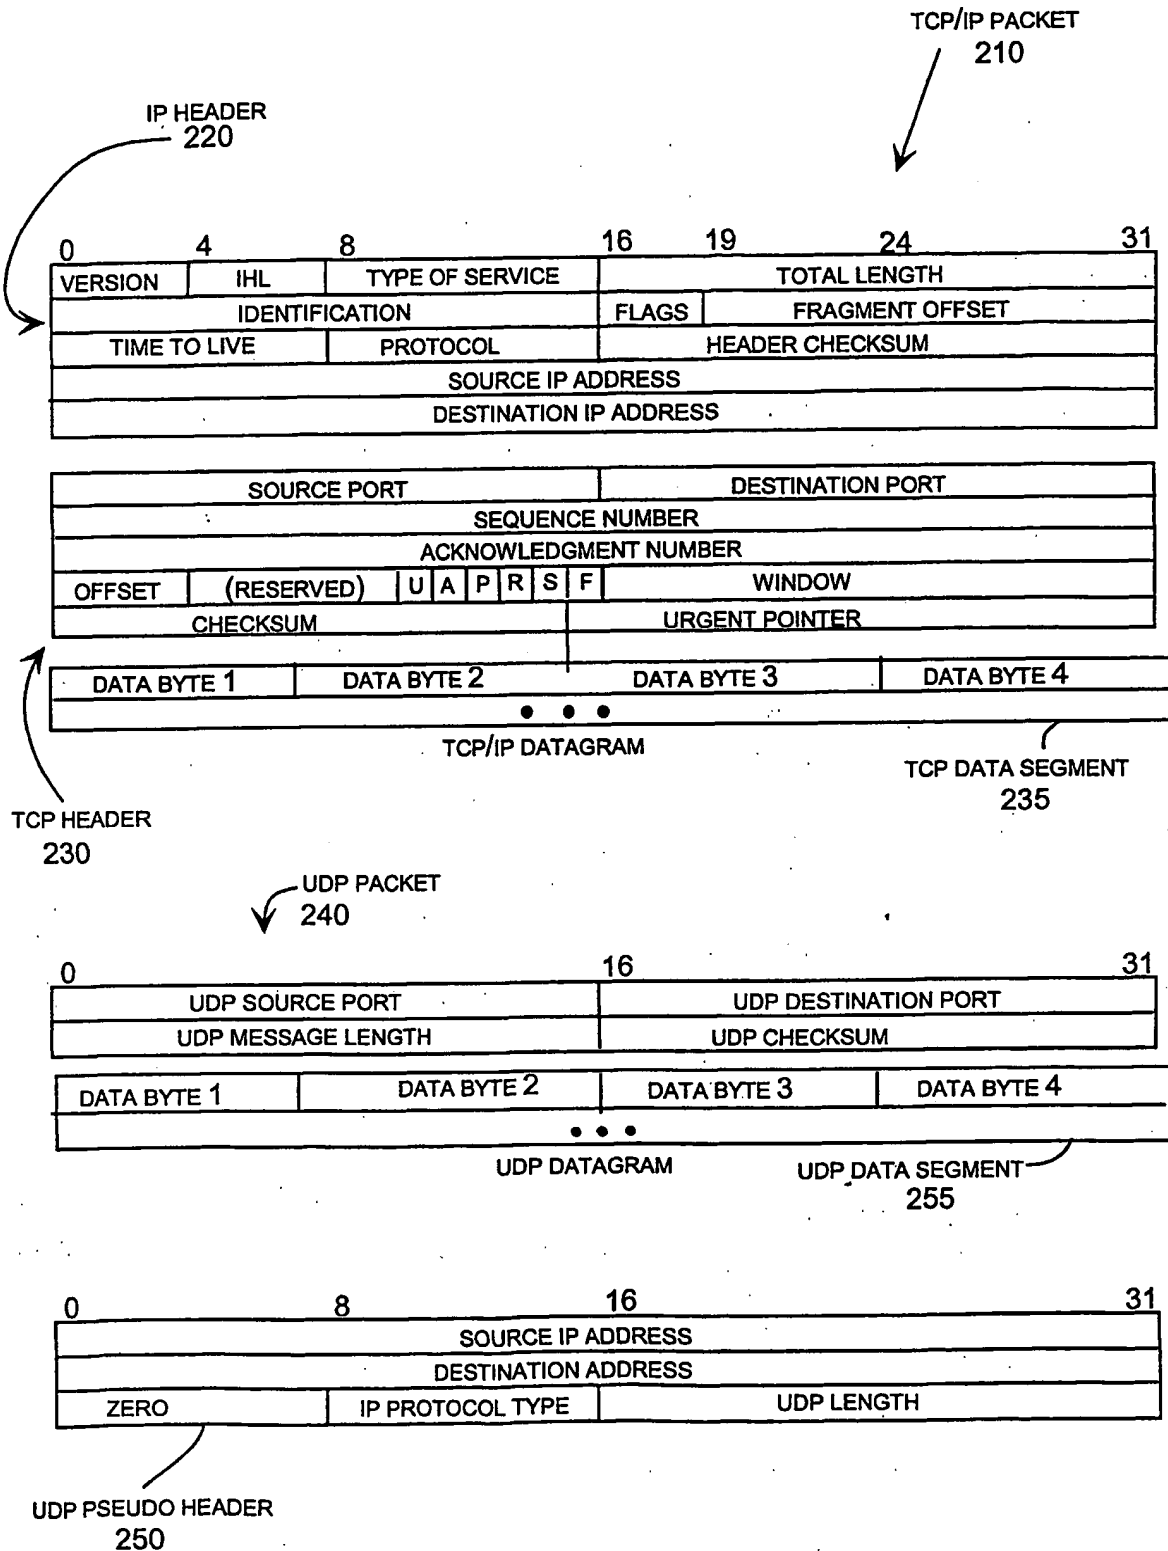 TCP/IP PACKET
210
IP HEADER
220
0 4 8 16 19 24 31
VERSION IHL TYPE OF SERVICE TOTAL LENGTH
IDENTIFICATION FLAGS FRAGMENT OFFSET
TIME TO LIVE PROTOCOL HEADER CHECKSUM
SOURCE IP ADDRESS
DESTINATION IP ADDRESS
SOURCE PORT DESTINATION PORT
SEQUENCE NUMBER
ACKNOWLEDGMENT NUMBER
OFFSET (RESERVED) U A P R S F WINDOW
CHECKSUM URGENT POINTER
DATA BYTE 1 DATA BYTE 2 DATA BYTE 3 DATA BYTE 4
● ● ●
TCP/IP DATAGRAM
TCP DATA SEGMENT
235
TCP HEADER
230
UDP PACKET
240
0 16 31
UDP SOURCE PORT UDP DESTINATION PORT
UDP MESSAGE LENGTH UDP CHECKSUM
DATA BYTE 1 DATA BYTE 2 DATA BYTE 3 DATA BYTE 4
● ● ●
UDP DATAGRAM
UDP DATA SEGMENT
255
0 8 16 31
SOURCE IP ADDRESS
DESTINATION ADDRESS
ZERO IP PROTOCOL TYPE UDP LENGTH
UDP PSEUDO HEADER
250